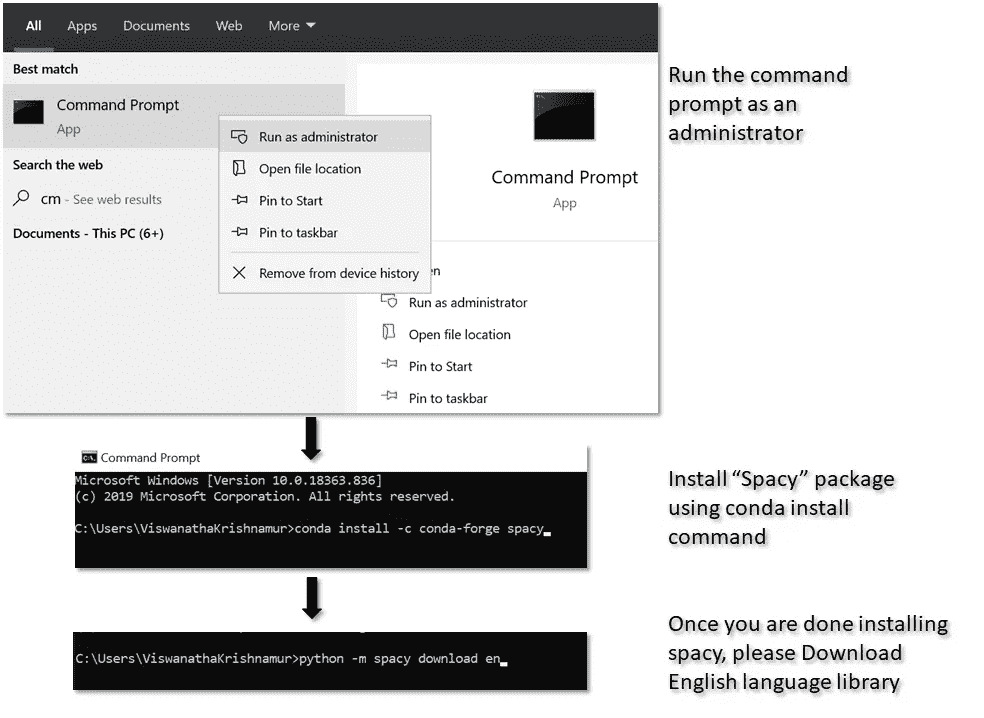 All Apps Documents Web More
Best match
Command Prompt
App
Search the web
cm - See web results
Documents - This PC (6+)
Run as administrator
Open file location
Pin to Start
Pin to taskbar
Remove from device history
Command Prompt
App
en
Run as administrator
Open file location
Pin to Start
Pin to taskbar
Run the command
prompt as an
administrator
Command Prompt
Microsoft Windows [Version 10.0.18363.836]
(c) 2019 Microsoft Corporation. All rights reserved.
C:\Users\ViswanathaKrishnamur>conda install -c conda-forge spacy
Install “Spacy” package
using conda install
command
C:\Users\ViswanathaKrishnamur>python -m spacy download en
Once you are done installing
spacy, please Download
English language library